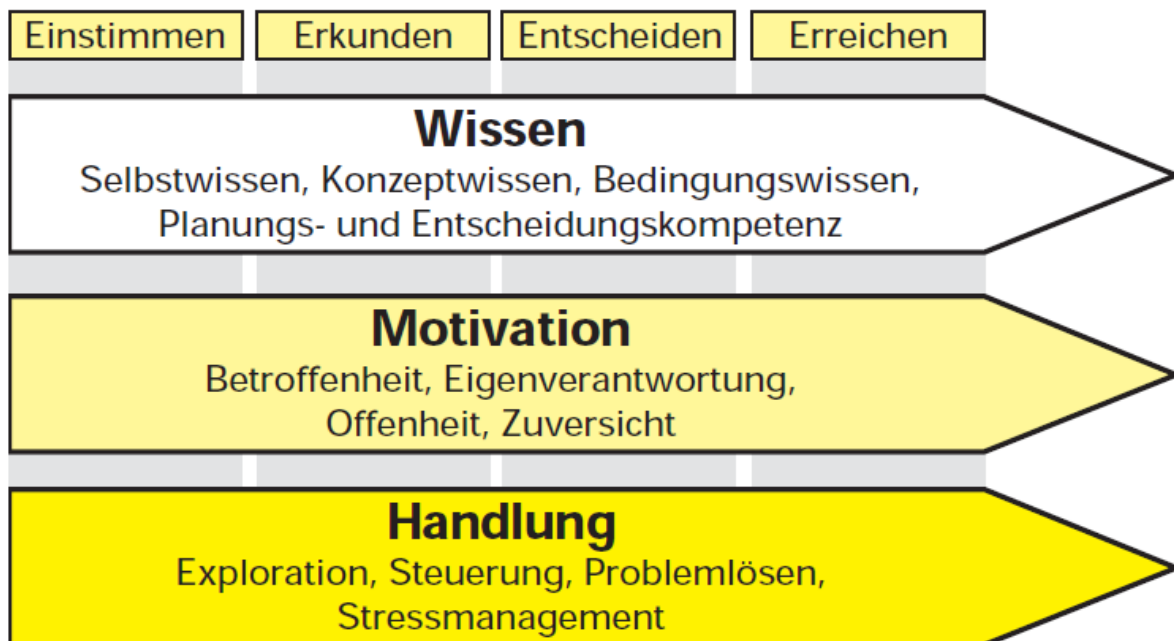 Einstimmen Erkunden Entscheiden Erreichen
Wissen
Selbstwissen, Konzeptwissen, Bedingungswissen,
Planungs- und Entscheidungskompetenz
Motivation
Betroffenheit, Eigenverantwortung,
Offenheit, Zuversicht
Handlung
Exploration, Steuerung, Problemlösen,
Stressmanagement